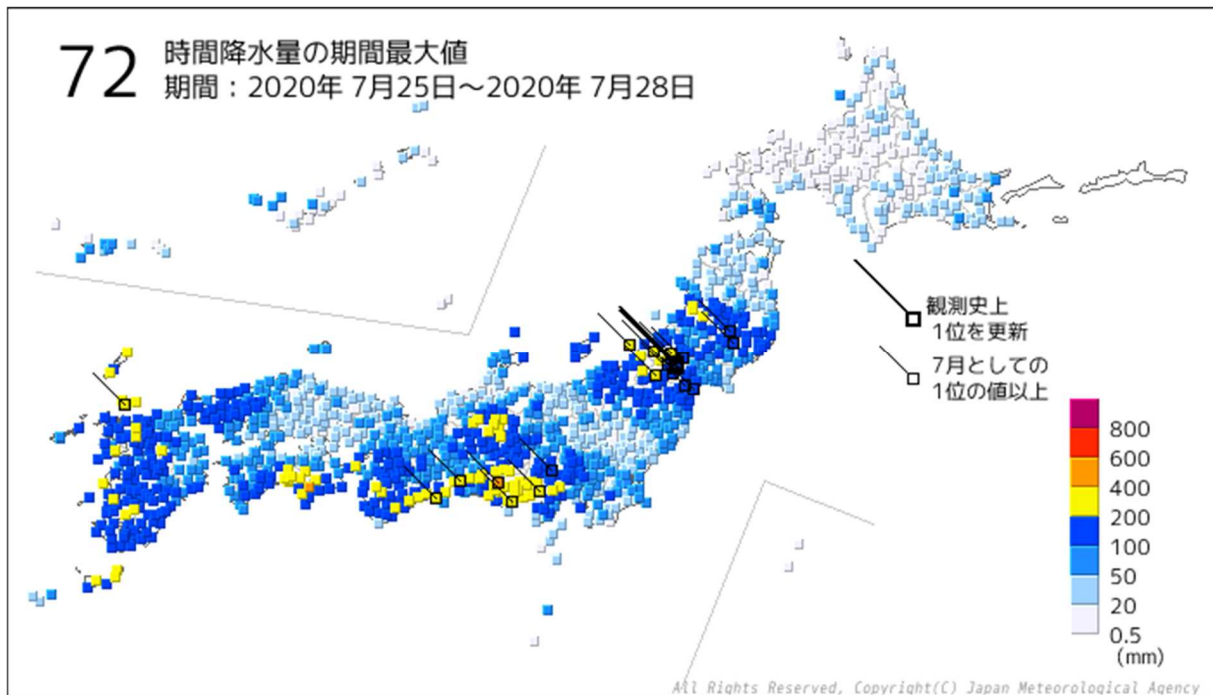 72
時間降水量の期間最大値
期間：2020年 7月25日～2020年 7月28日
観測史上
1位を更新
7月としての
1位の値以上
800
600
400
200
100
50
20
0.5
(mm)
All Rights Reserved, Copyright(C) Japan Meteorological Agency